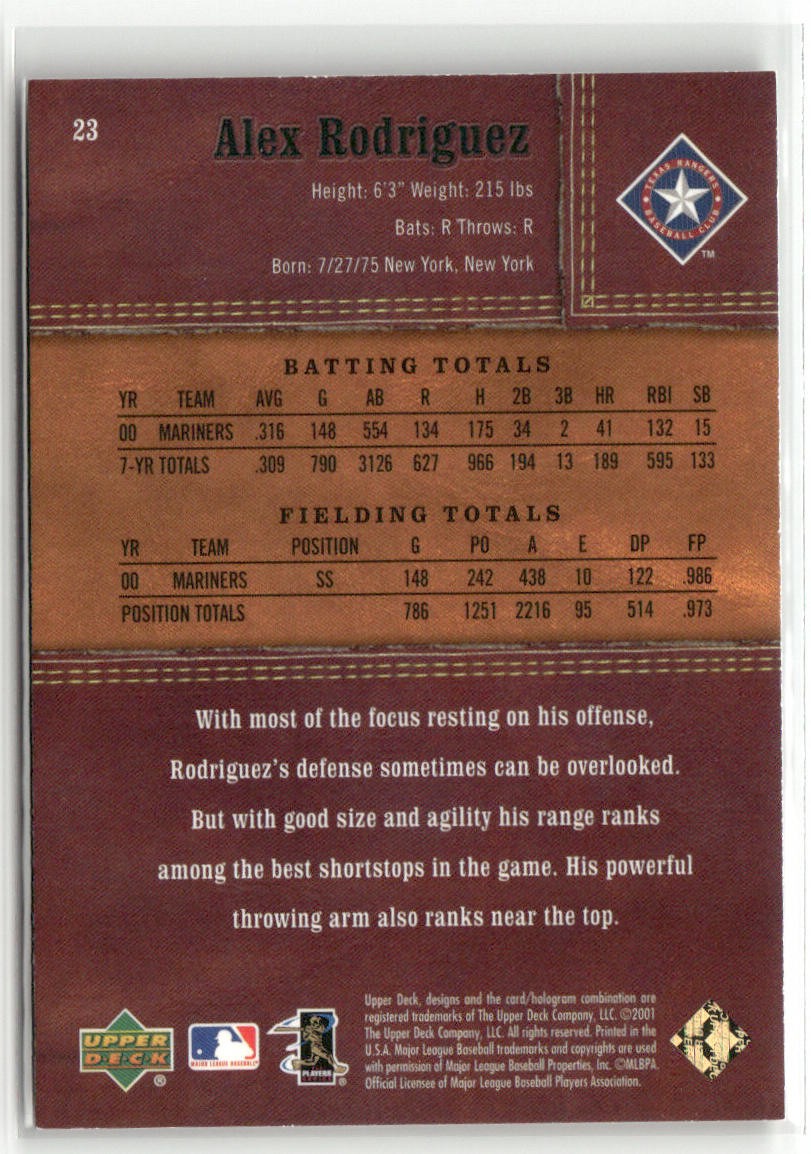 23
Alex Rodriguez
Height: 6'3" Weight: 215 lbs
Bats: R Throws: R
Born: 7/27/75 New York, New York
TEXAS RANGERS
BASEBALL CLUB
TM
BATTING TOTALS
YR TEAM AVG G AB R H 2B 3B HR RBI SB
00 MARINERS .316 148 554 134 175 34 2 41 132 15
7-YR TOTALS .309 790 3126 627 966 194 13 189 595 133
FIELDING TOTALS
YR TEAM POSITION G PO A E DP FP
00 MARINERS SS 148 242 438 10 122 .986
POSITION TOTALS 786 1251 2216 95 514 .973
With most of the focus resting on his offense,
Rodriguez's defense sometimes can be overlooked.
But with good size and agility his range ranks
among the best shortstops in the game. His powerful
throwing arm also ranks near the top.
UPPER
DECK
®
MAJOR LEAGUE BASEBALL®
PLAYERS
®
Upper Deck, designs and the card/hologram combination are
registered trademarks of The Upper Deck Company, LLC. ©2001
The Upper Deck Company, LLC. All rights reserved. Printed in the
U.S.A. Major League Baseball trademarks and copyrights are used
with permission of Major League Baseball Properties, Inc. ©MLBPA
Official Licensee of Major League Baseball Players Association.